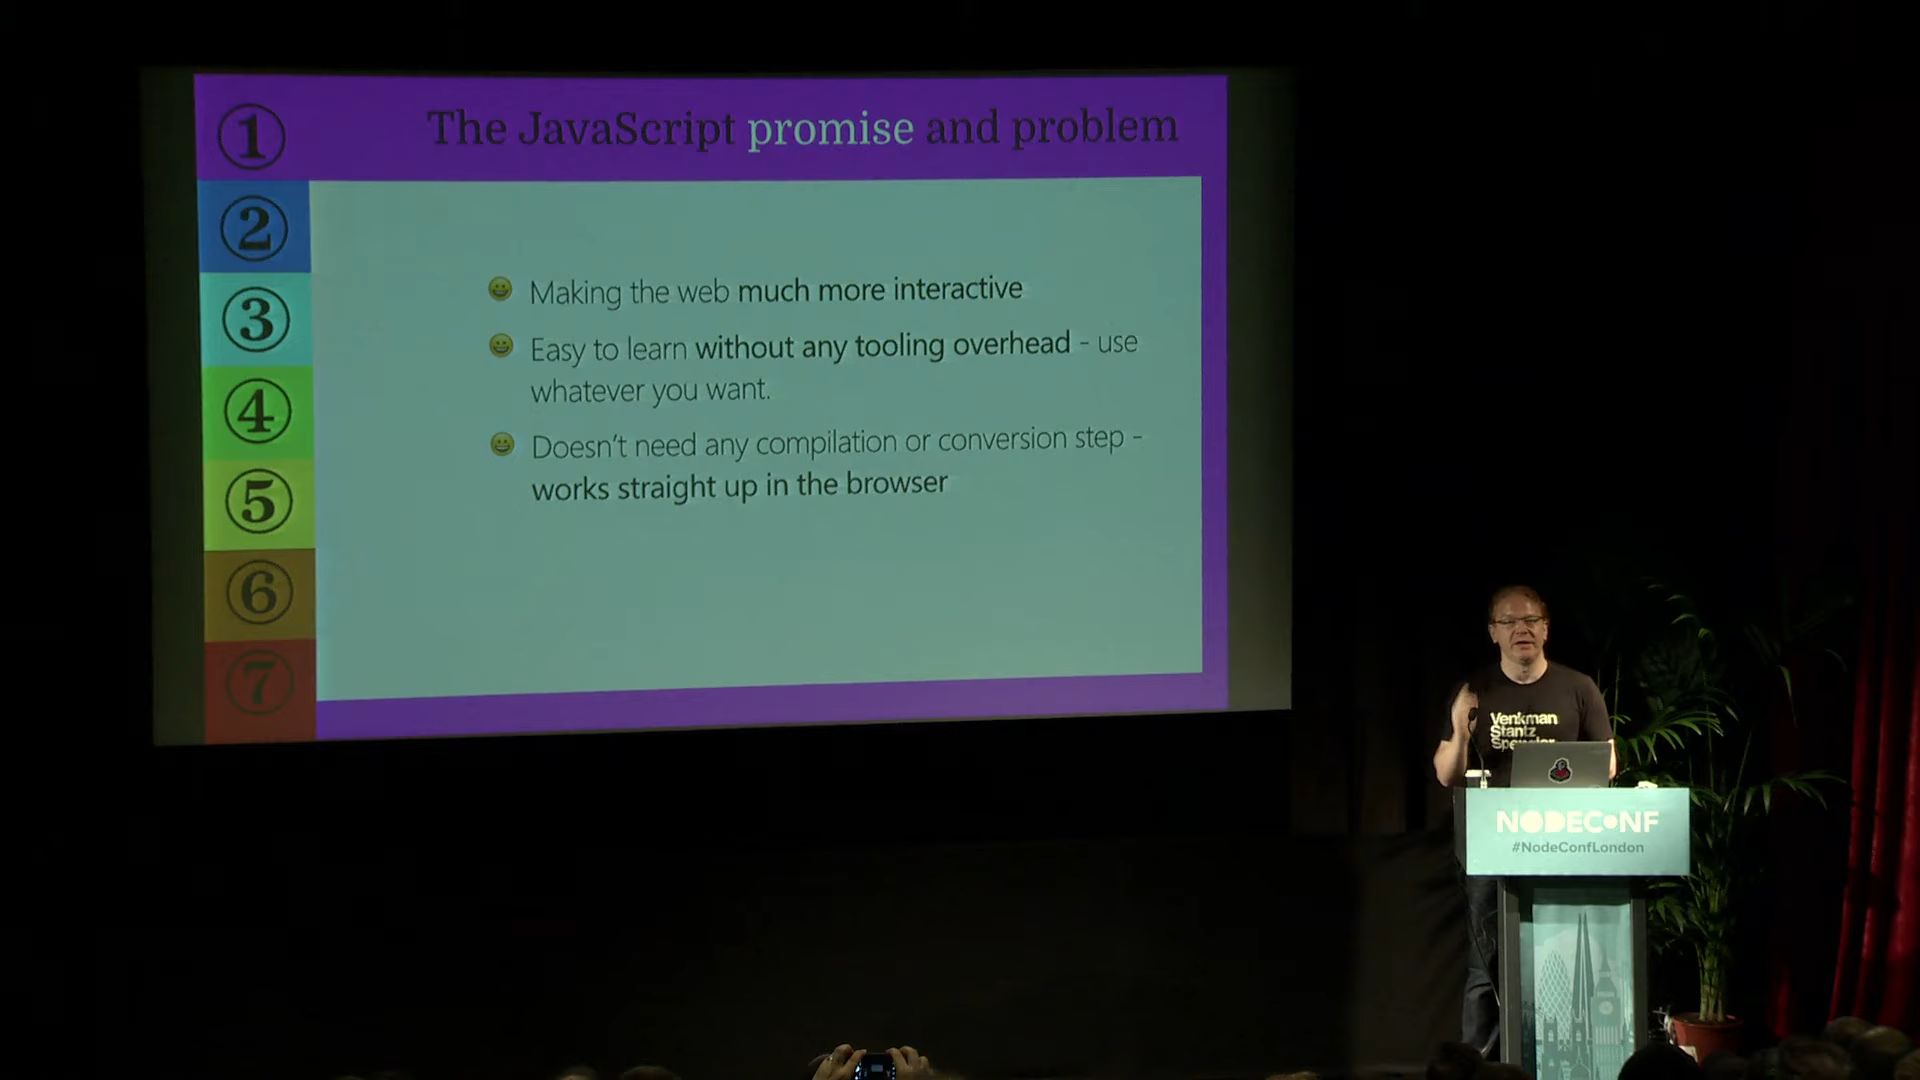 1
The JavaScript promise and problem
2
3
4
5
6
7
Making the web much more interactive
Easy to learn without any tooling overhead - use
whatever you want.
Doesn't need any compilation or conversion step -
works straight up in the browser
Venkman
Stantz
NODECONF
#NodeConfLondon